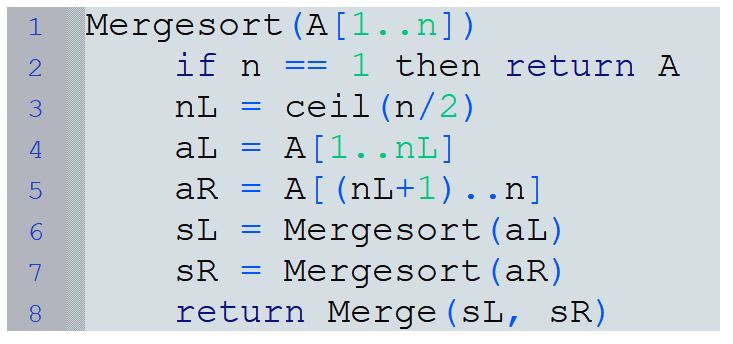 1 Mergesort(A[1..n])
2     if n == 1 then return A
3     nL = ceil(n/2)
4     aL = A[1..nL]
5     aR = A[(nL+1)..n]
6     sL = Mergesort(aL)
7     sR = Mergesort(aR)
8     return Merge(sL, sR)